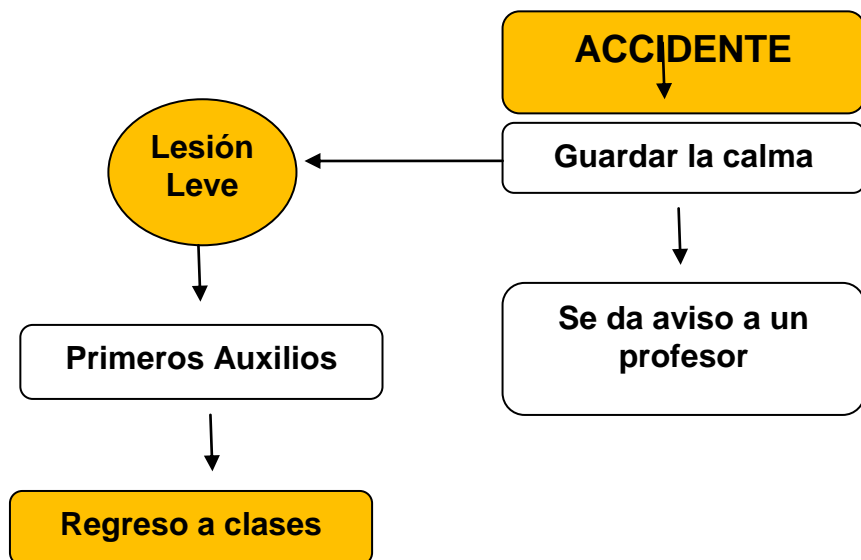 ACCIDENTE
Guardar la calma
Lesión
Leve
Se da aviso a un
profesor
Primeros Auxilios
Regreso a clases